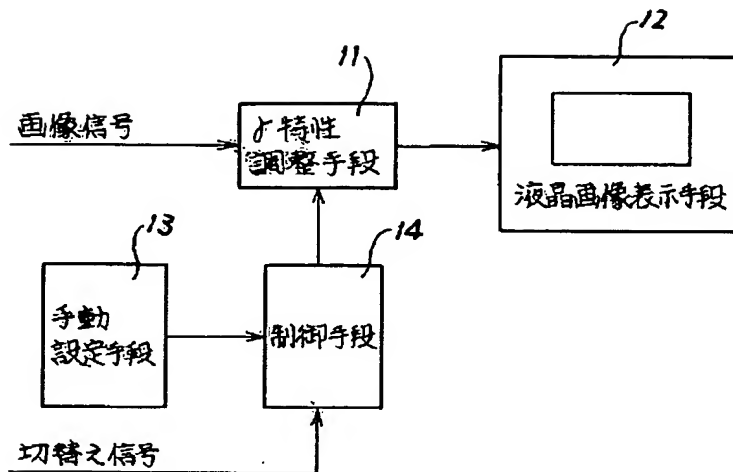 12
11
画像信号
γ特性
調整手段
液晶画像表示手段
13
14
手動
設定手段
制御手段
切替え信号